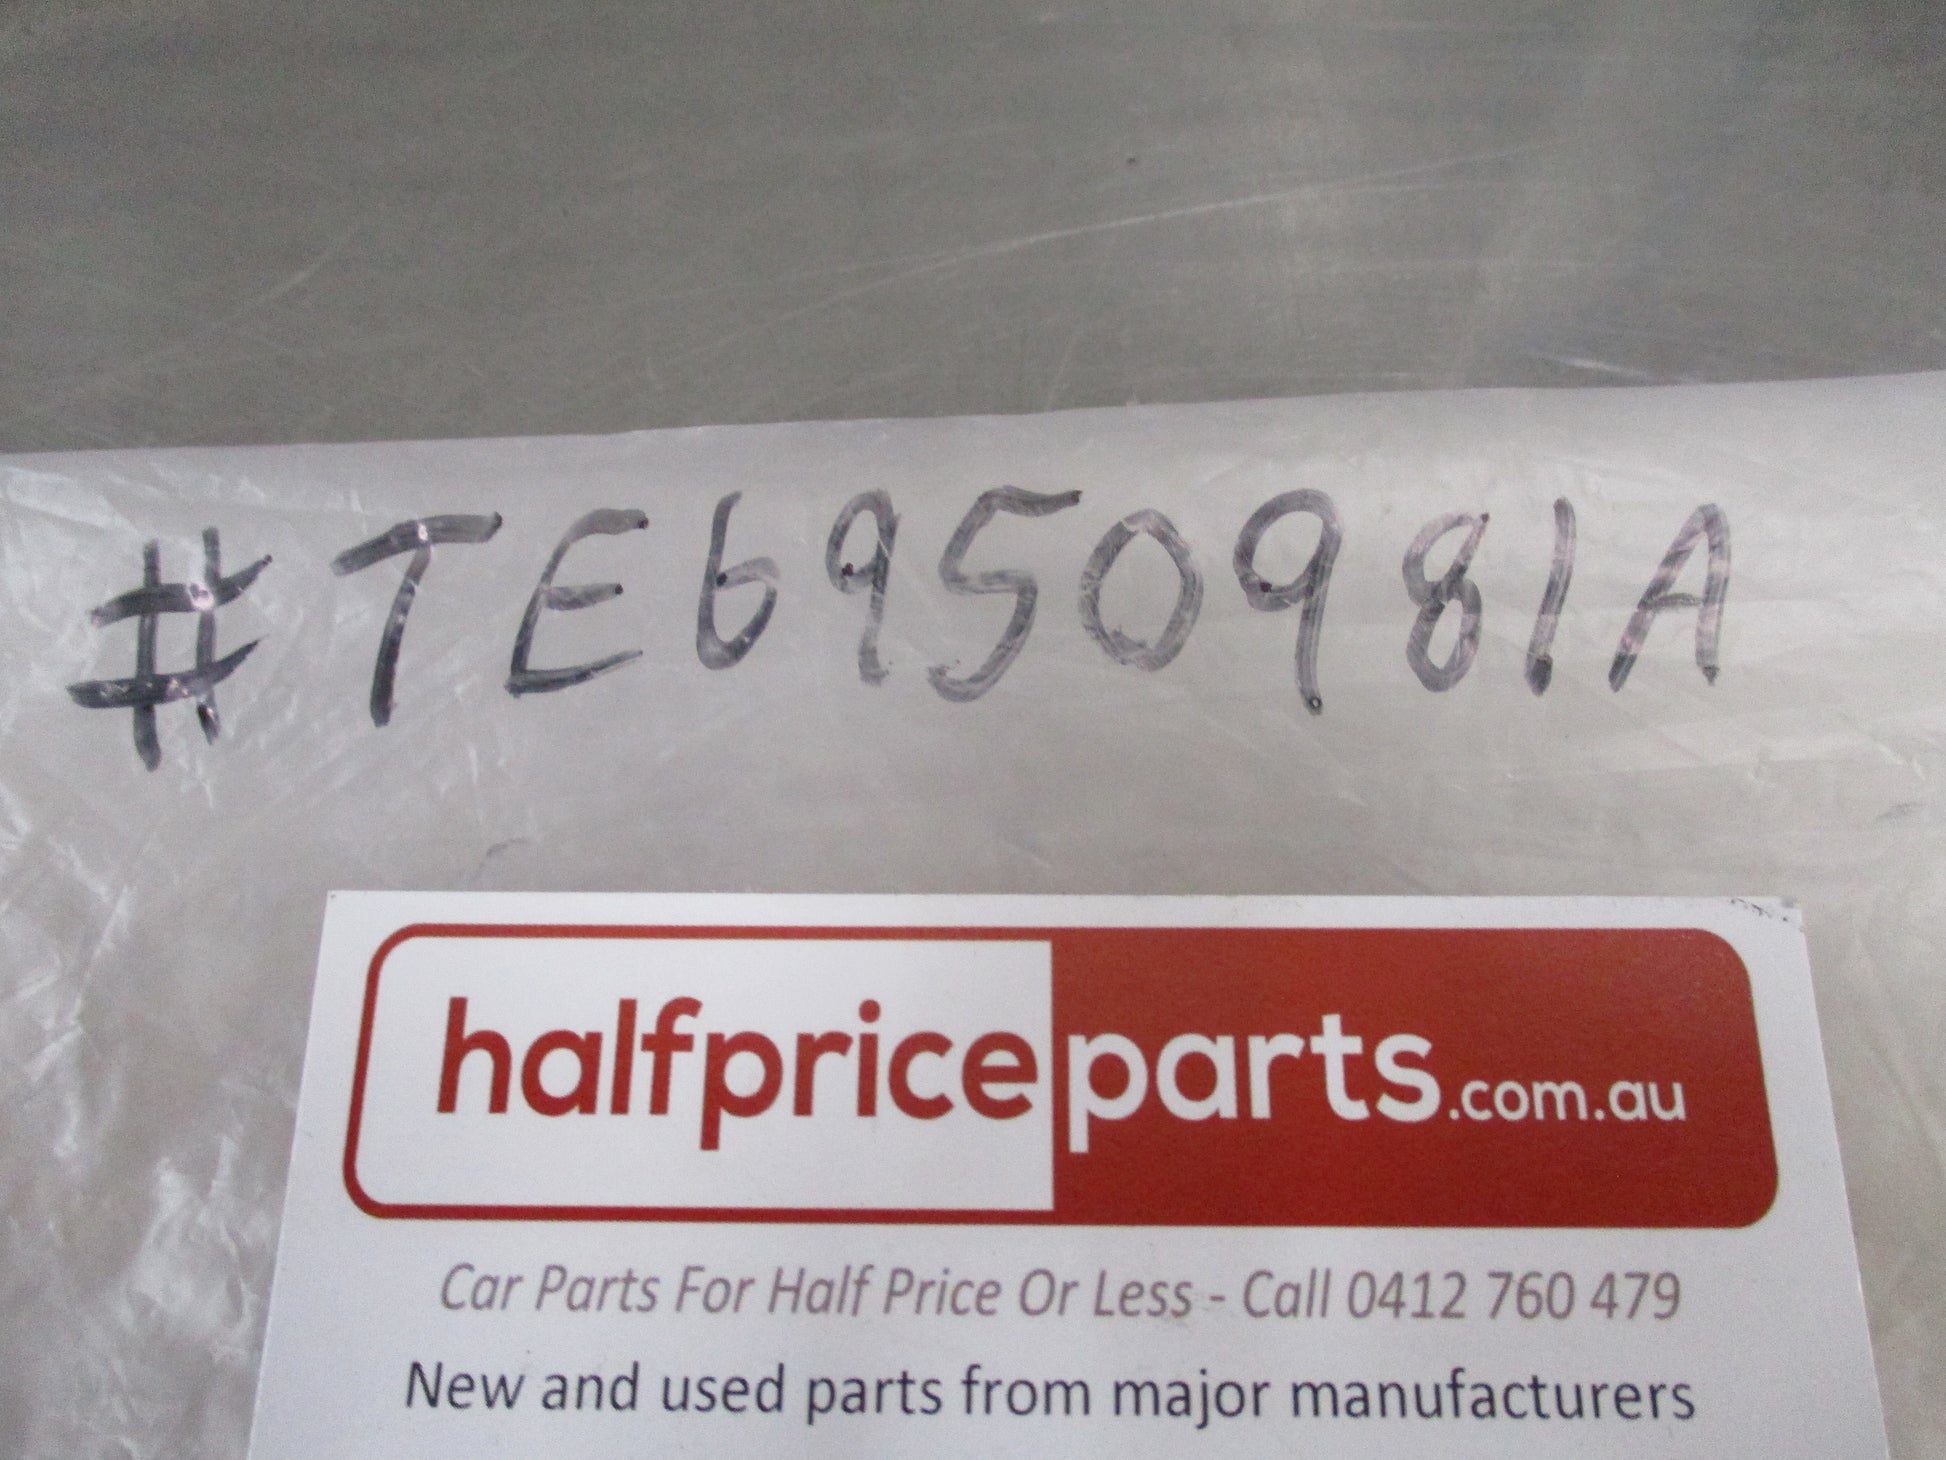 #TE6950981A
halfpriceparts.com.au
Car Parts For Half Price Or Less - Call 0412 760 479
New and used parts from major manufacturers